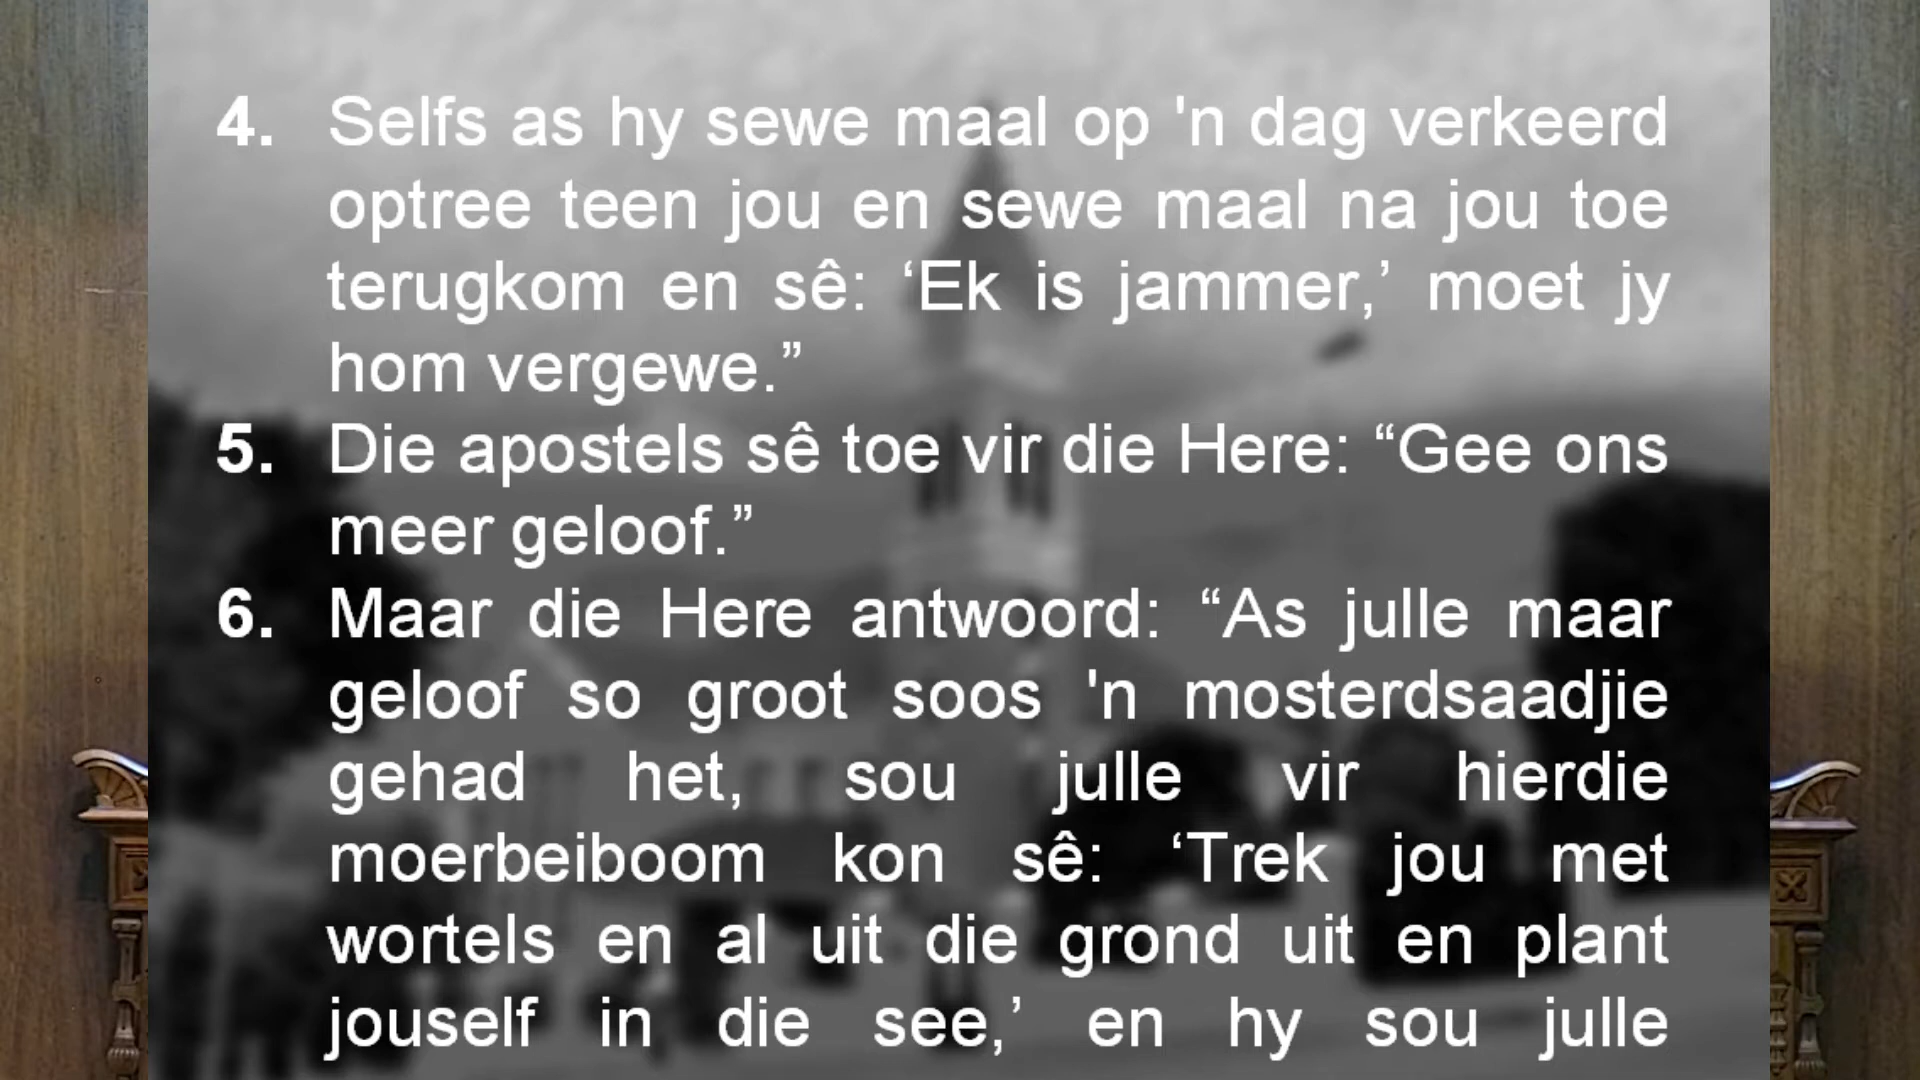 4. Selfs as hy sewe maal op 'n dag verkeerd
optree teen jou en sewe maal na jou toe
terugkom en sê: ‘Ek is jammer,’ moet jy
hom vergewe.”
5. Die apostels sê toe vir die Here: “Gee ons
meer geloof.”
6. Maar die Here antwoord: “As julle maar
geloof so groot soos 'n mosterdsaadjie
gehad het, sou julle vir hierdie
moerbeiboom kon sê: ‘Trek jou met
wortels en al uit die grond uit en plant
jouself in die see,’ en hy sou julle